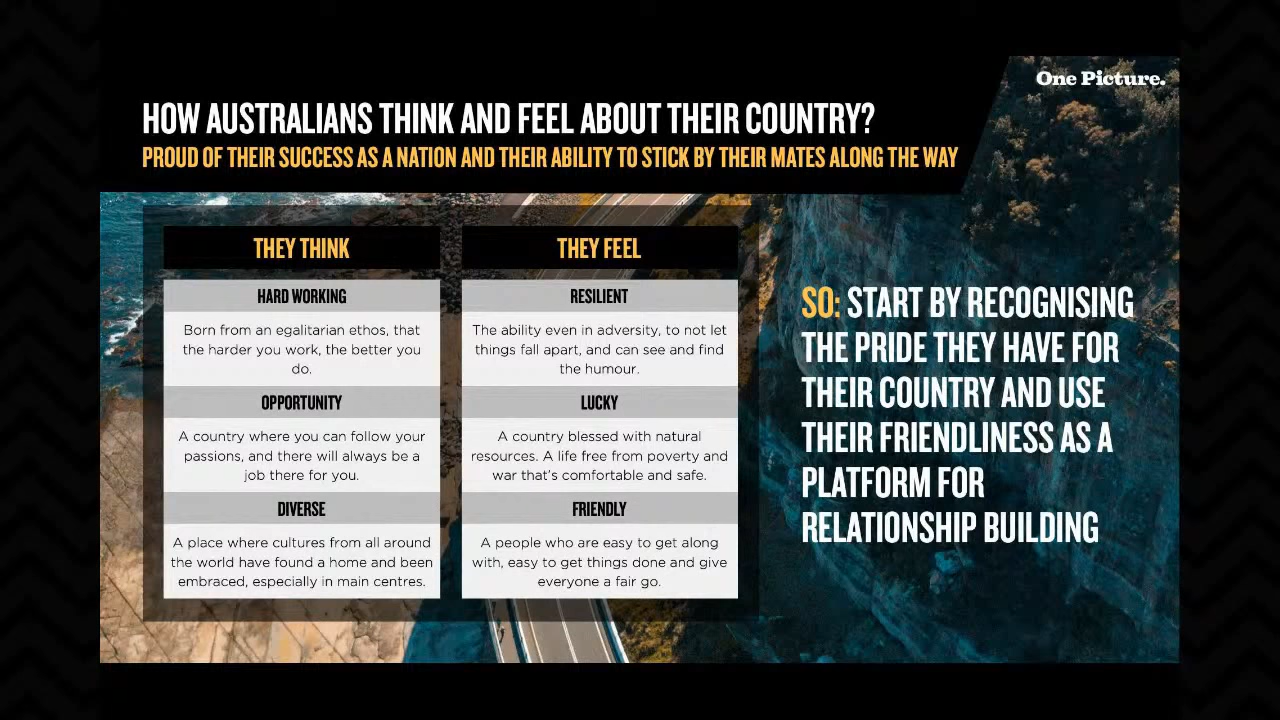 One Picture.
HOW AUSTRALIANS THINK AND FEEL ABOUT THEIR COUNTRY?
PROUD OF THEIR SUCCESS AS A NATION AND THEIR ABILITY TO STICK BY THEIR MATES ALONG THE WAY
THEY THINK
HARD WORKING
Born from an egalitarian ethos, that
the harder you work, the better you
do.
OPPORTUNITY
A country where you can follow your
passions, and there will always be a
job there for you.
DIVERSE
A place where cultures from all around
the world have found a home and been
embraced, especially in main centres.
THEY FEEL
RESILIENT
The ability even in adversity, to not let
things fall apart, and can see and find
the humour.
LUCKY
A country blessed with natural
resources. A life free from poverty and
war that's comfortable and safe.
FRIENDLY
A people who are easy to get along
with, easy to get things done and give
everyone a fair go.
SO: START BY RECOGNISING
THE PRIDE THEY HAVE FOR
THEIR COUNTRY AND USE
THEIR FRIENDLINESS AS A
PLATFORM FOR
RELATIONSHIP BUILDING